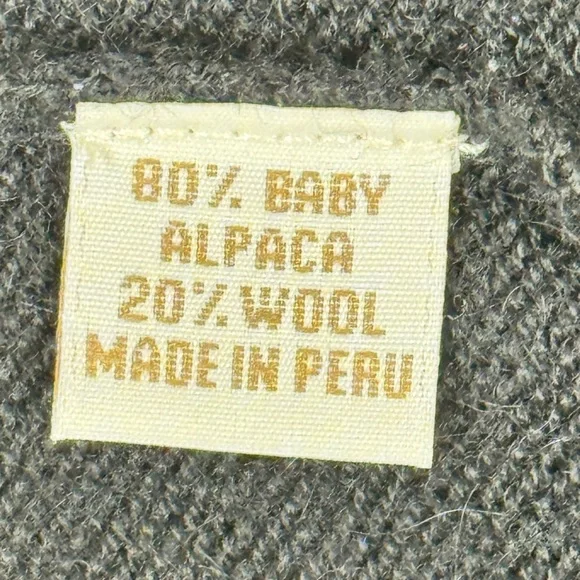 80% BABY
ALPACA
20% WOOL
MADE IN PERU